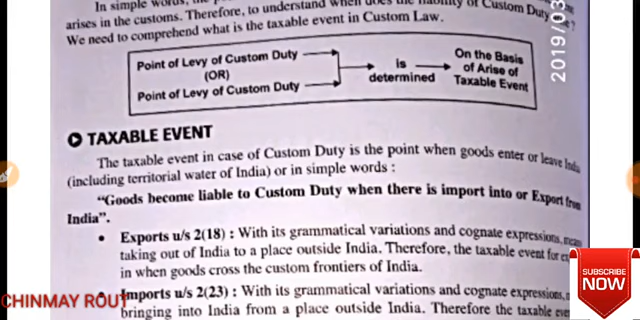 In simple words, the
of Custom Duty
arises in the customs. Therefore, to understand when does the liability
We need to comprehend what is the taxable event in Custom Law.
Point of Levy of Custom Duty
(OR)
Point of Levy of Custom Duty
is
determined
On the Basis
of Arise of
Taxable Event
2019/03
TAXABLE EVENT
The taxable event in case of Custom Duty is the point when goods enter or leave India
(including territorial water of India) or in simple words :
"Goods become liable to Custom Duty when there is import into or Export from
India".
• Exports u/s 2(18) : With its grammatical variations and cognate expressions, means
taking out of India to a place outside India. Therefore, the taxable event for
in when goods cross the custom frontiers of India.
• Imports u/s 2(23) : With its grammatical variations and cognate expressions,
bringing into India from a place outside India. Therefore the taxable
CHINMAY ROUT
SUBSCRIBE
NOW